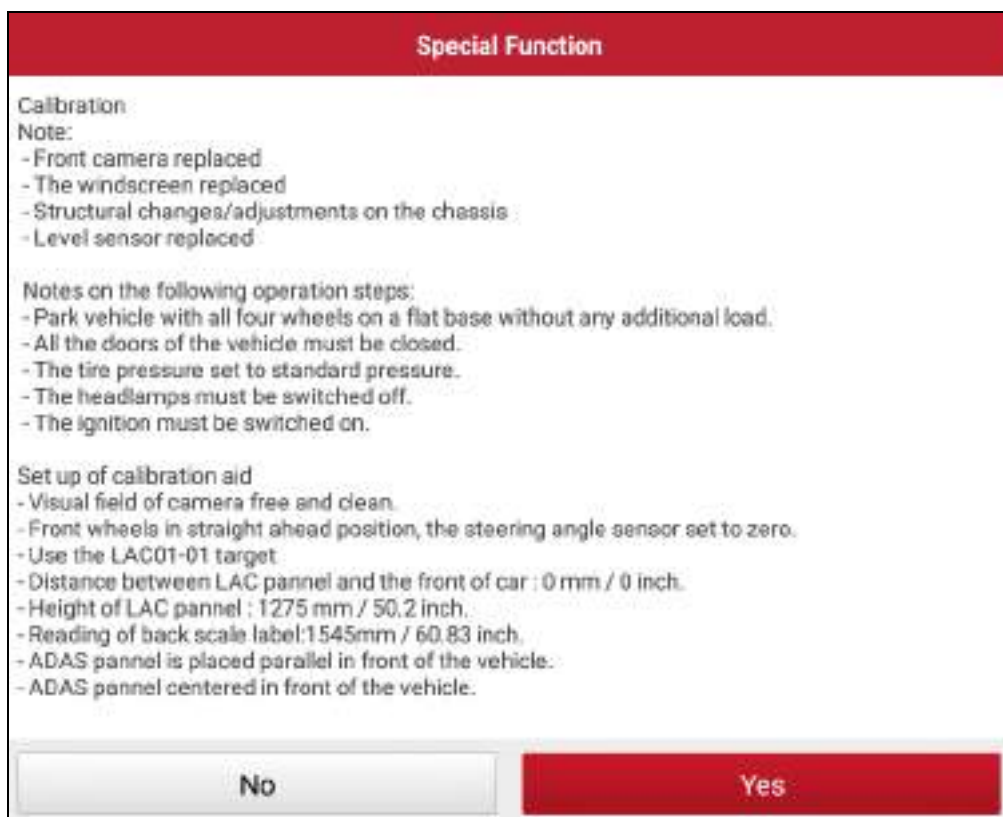 Special Function
Calibration
Note:
- Front camera replaced
- The windscreen replaced
- Structural changes/adjustments on the chassis
- Level sensor replaced
Notes on the following operation steps:
- Park vehicle with all four wheels on a flat base without any additional load.
- All the doors of the vehicle must be closed.
- The tire pressure set to standard pressure.
- The headlamps must be switched off.
- The ignition must be switched on.
Set up of calibration aid
- Visual field of camera free and clean.
- Front wheels in straight ahead position, the steering angle sensor set to zero.
- Use the LAC01-01 target
- Distance between LAC pannel and the front of car : 0 mm / 0 inch.
- Height of LAC pannel : 1275 mm / 50.2 inch.
- Reading of back scale label:1545mm / 60.83 inch.
- ADAS pannel is placed parallel in front of the vehicle.
- ADAS pannel centered in front of the vehicle.
No
Yes